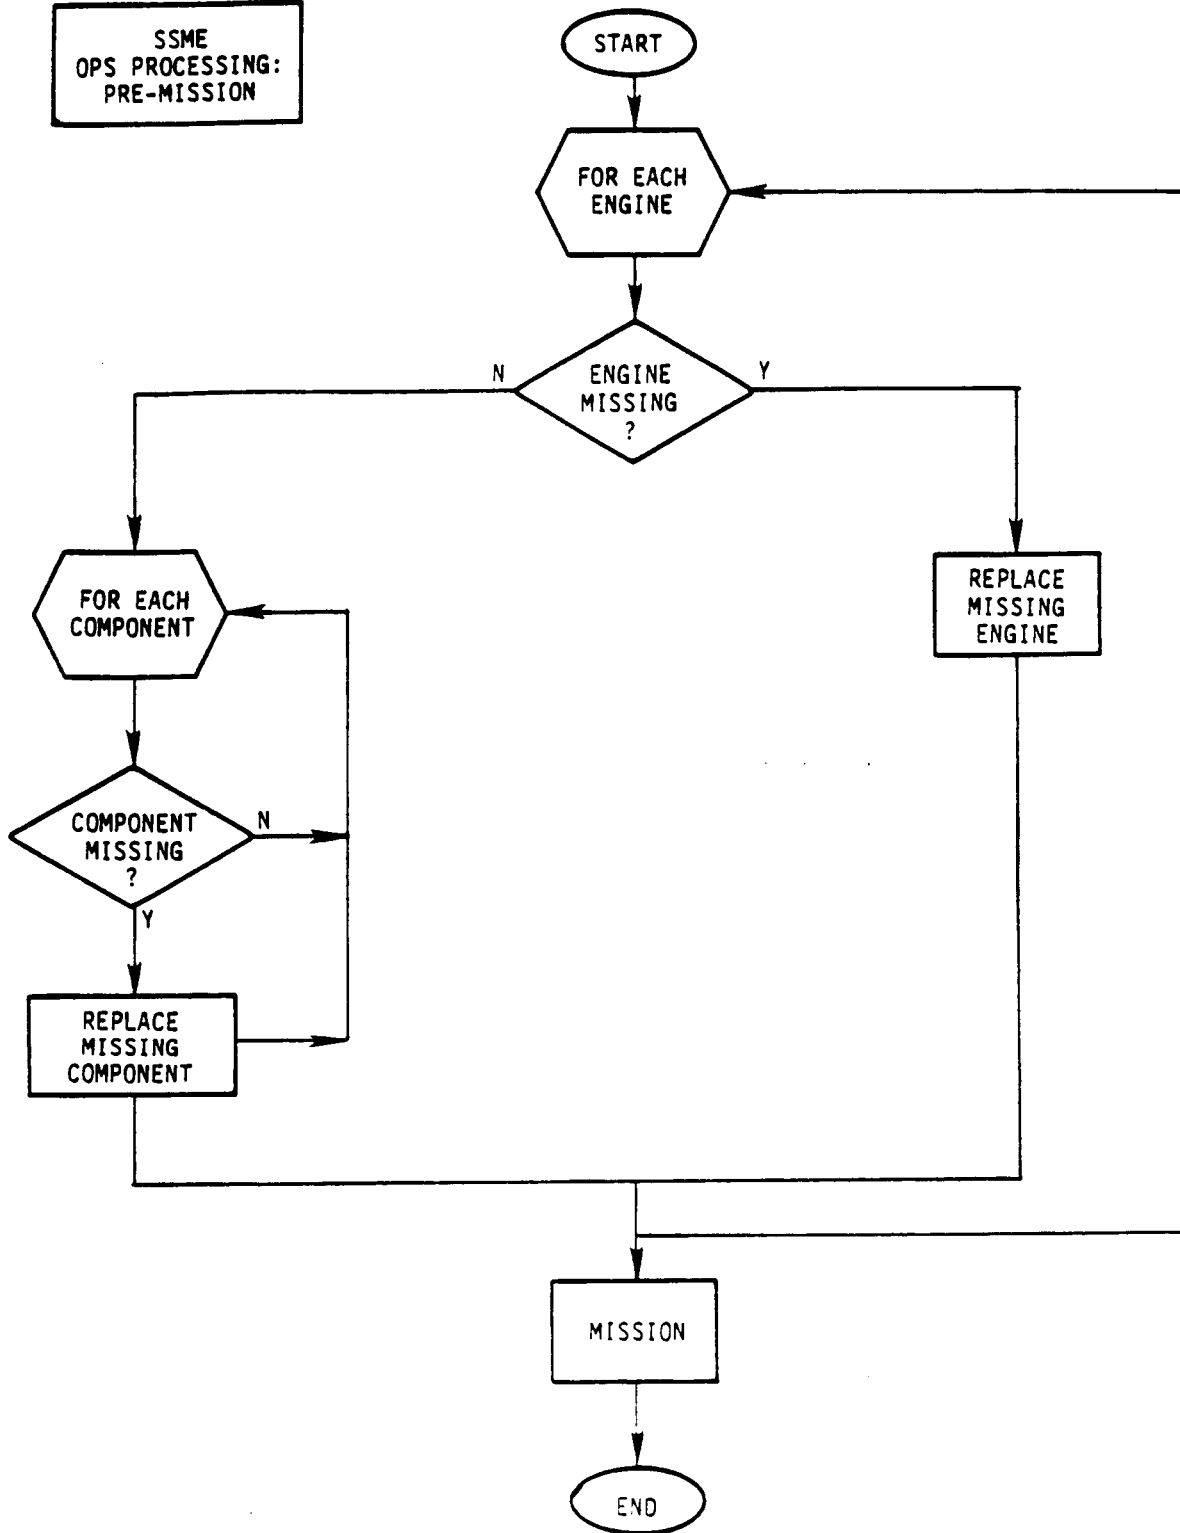 SSME
OPS PROCESSING:
PRE-MISSION
START
FOR EACH
ENGINE
ENGINE
MISSING
?
N
Y
FOR EACH
COMPONENT
REPLACE
MISSING
ENGINE
COMPONENT
MISSING
?
N
Y
REPLACE
MISSING
COMPONENT
MISSION
END